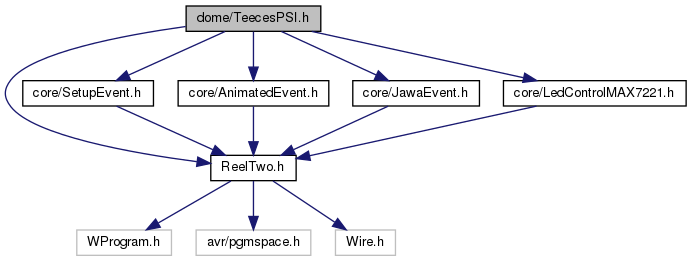 dome/TeecesPSI.h
core/SetupEvent.h
core/AnimatedEvent.h
core/JawaEvent.h
core/LedControlMAX7221.h
ReelTwo.h
WProgram.h
avr/pgmspace.h
Wire.h